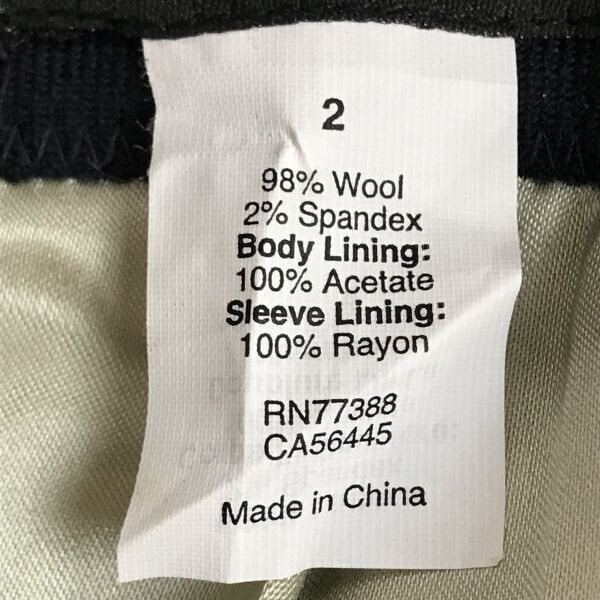 2
98% Wool
2% Spandex
Body Lining:
100% Acetate
Sleeve Lining:
100% Rayon
RN77388
CA56445
Made in China